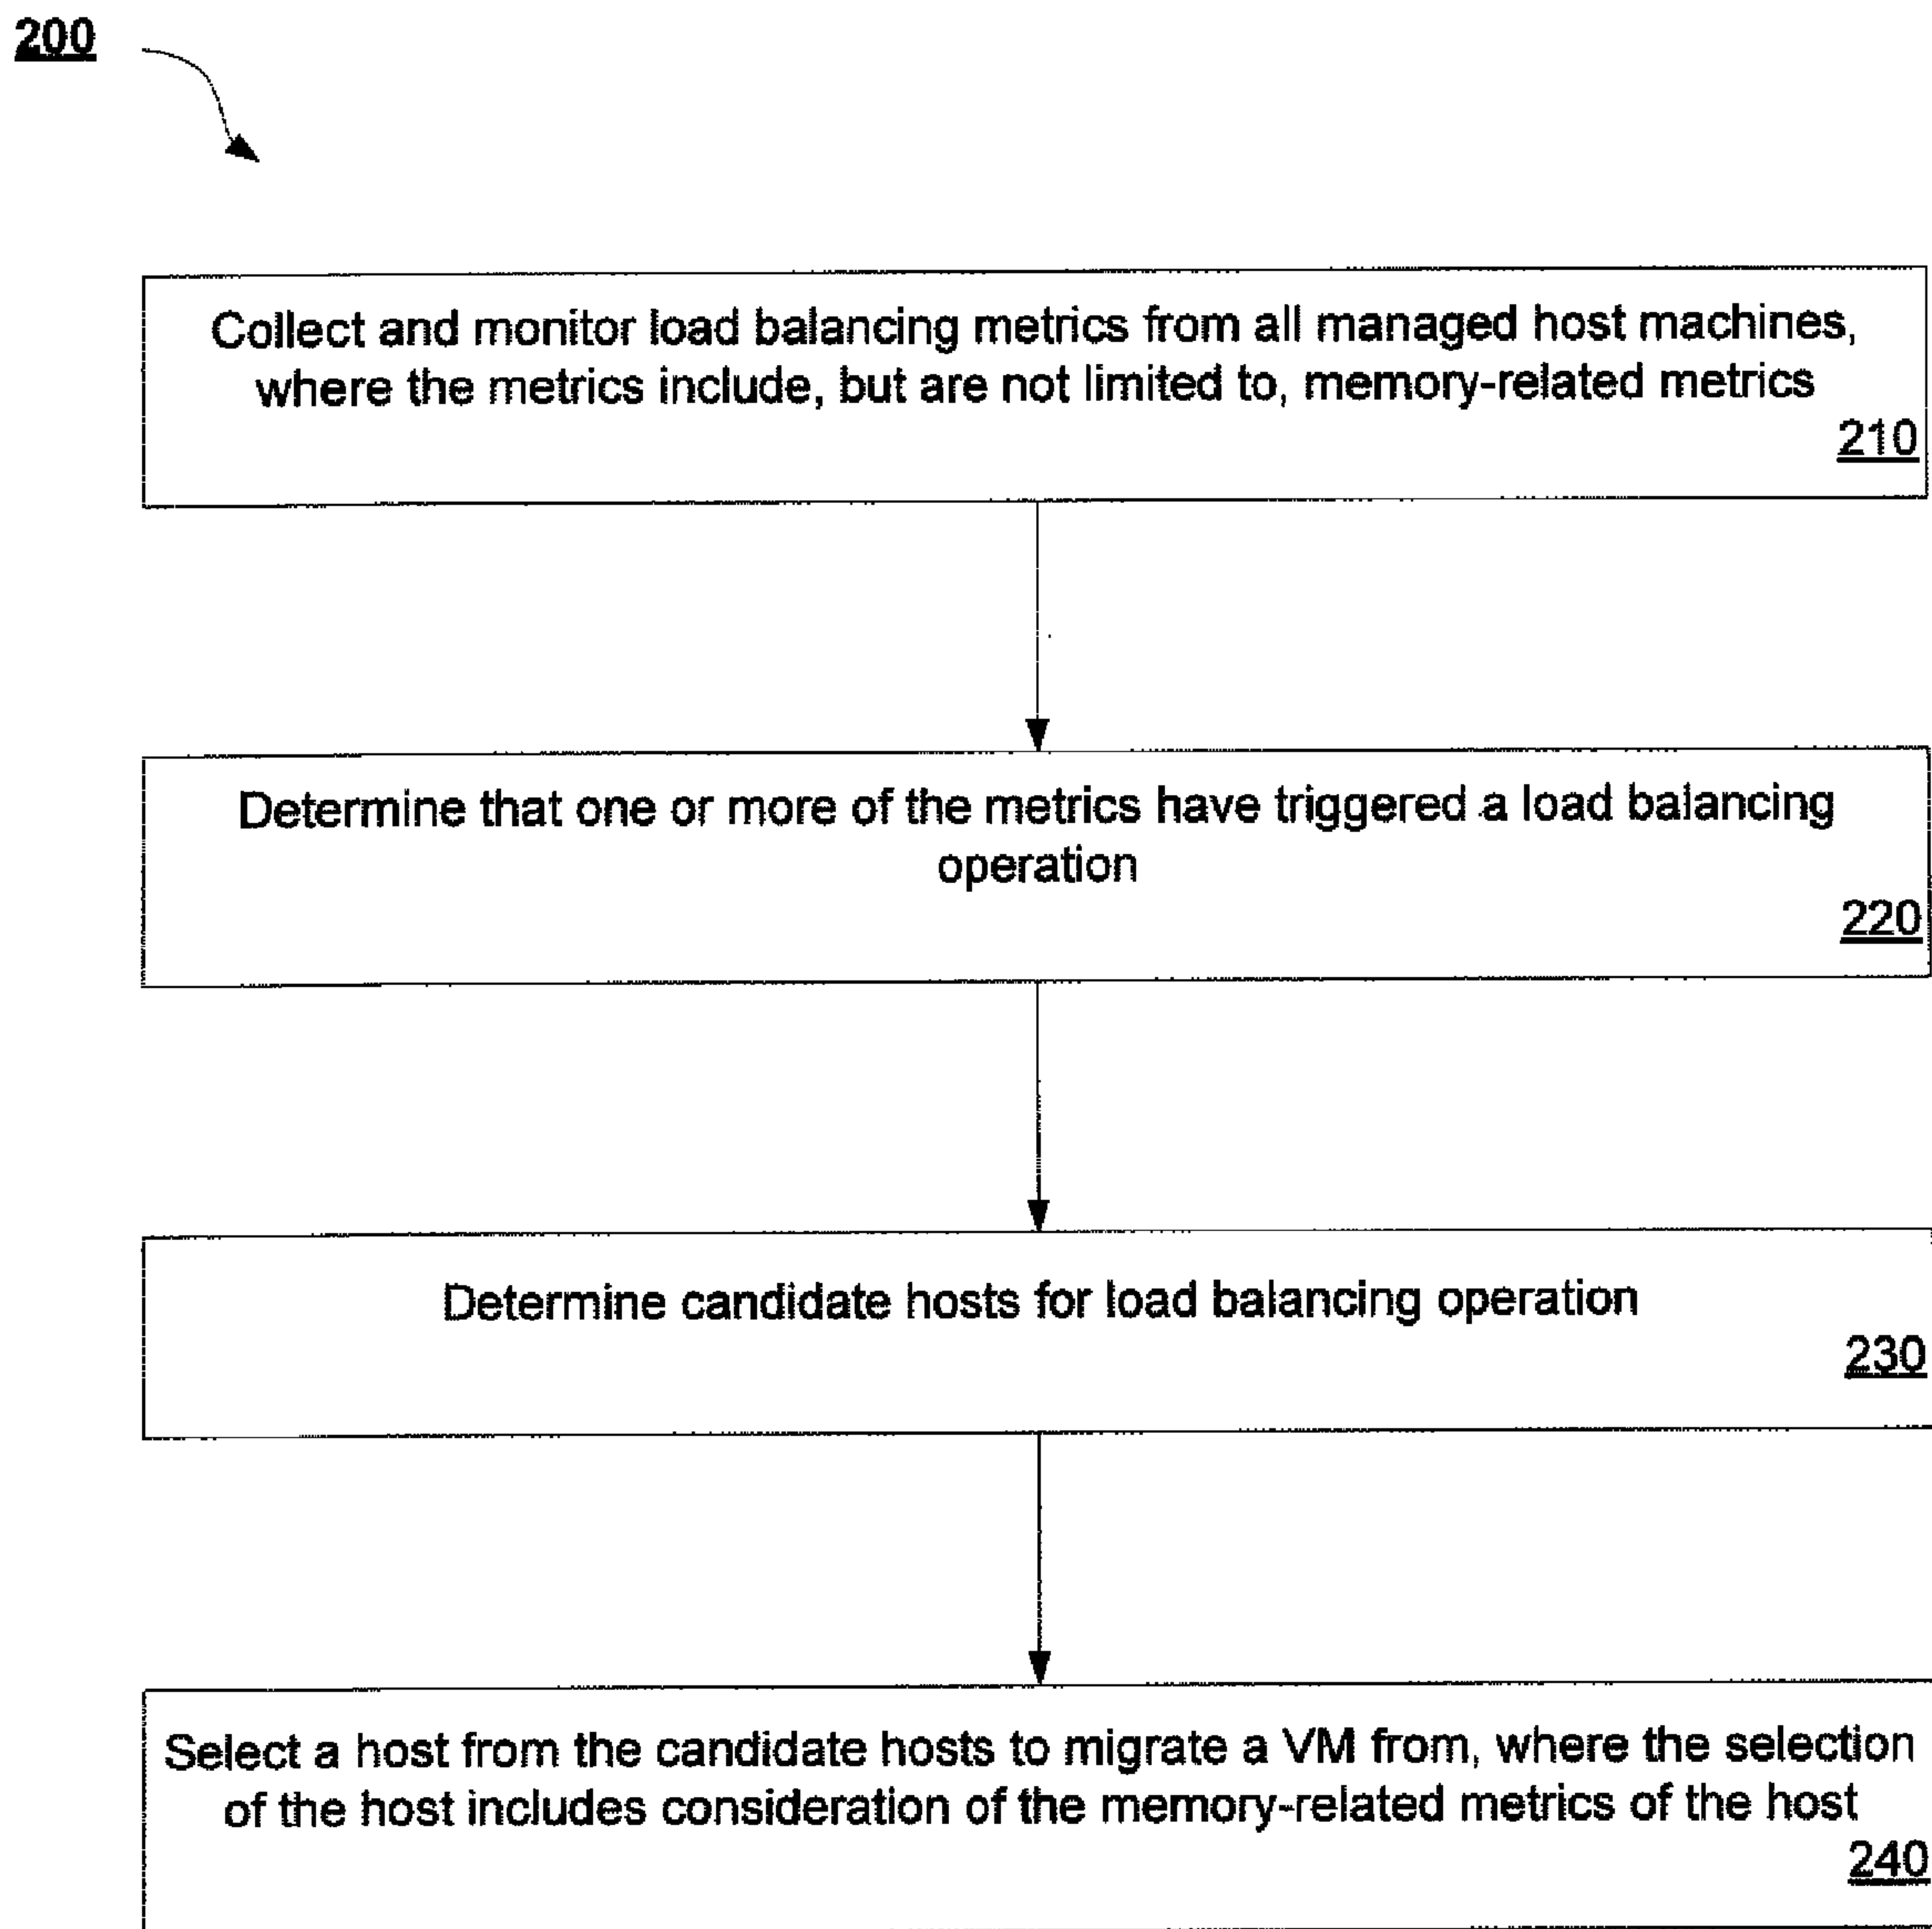 200
Collect and monitor load balancing metrics from all managed host machines,
where the metrics include, but are not limited to, memory-related metrics
210
Determine that one or more of the metrics have triggered a load balancing
operation
220
Determine candidate hosts for load balancing operation
230
Select a host from the candidate hosts to migrate a VM from, where the selection
of the host includes consideration of the memory-related metrics of the host
240